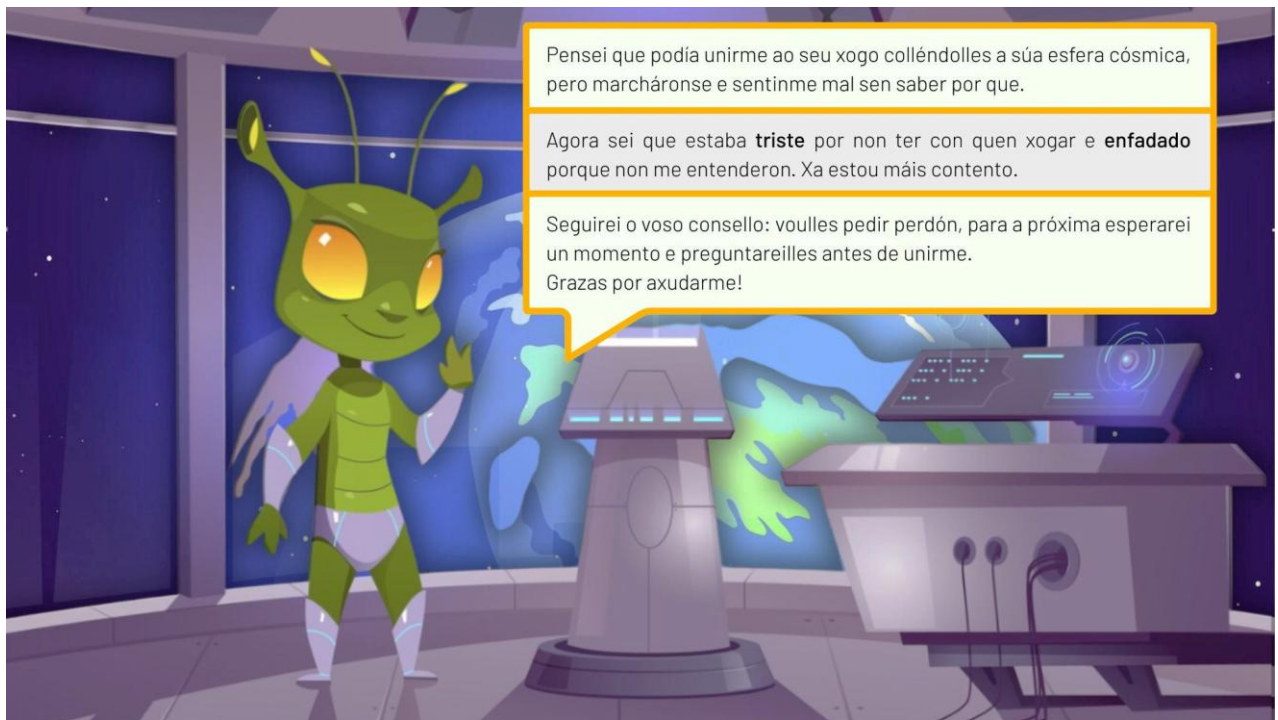 Pensei que podía unirme ao seu xogo colléndolles a súa esfera cósmica,
pero marcháronse e sentinme mal sen saber por que.
Agora sei que estaba triste por non ter con quen xogar e enfadado
porque non me entenderon. Xa estou máis contento.
Seguirei o voso consello: voulles pedir perdón, para a próxima esperarei
un momento e preguntareilles antes de unirme.
Grazas por axudarme!